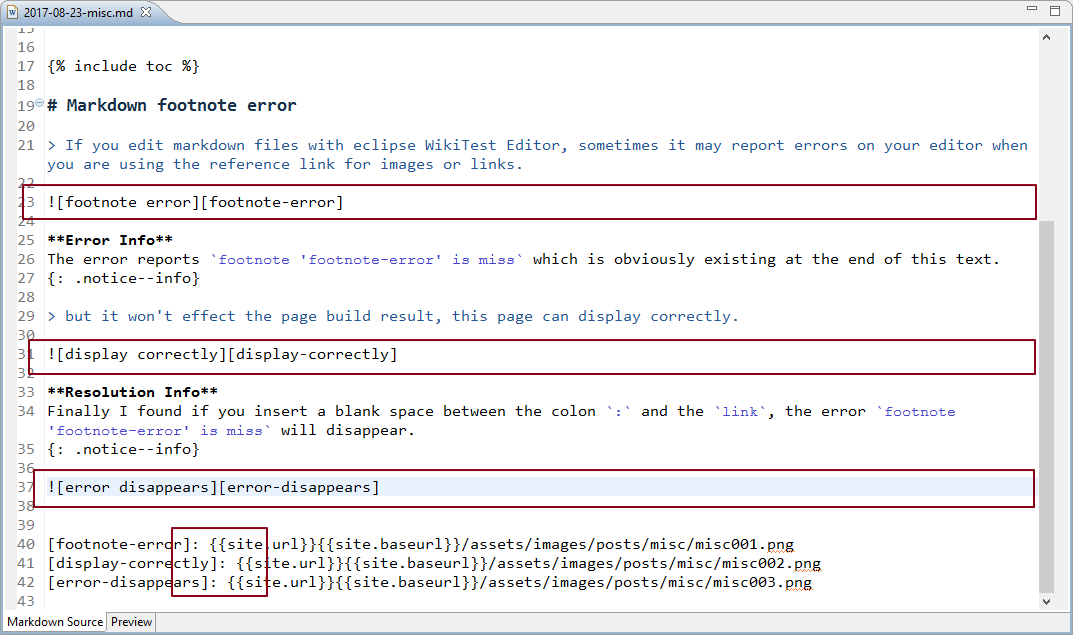 2017-08-23-misc.md
15
16
17 {% include toc %}
18
19 # Markdown footnote error
20
21 > If you edit markdown files with eclipse WikiTest Editor, sometimes it may report errors on your editor when
you are using the reference link for images or links.
22
23 ![footnote error][footnote-error]
24
25 **Error Info**
26 The error reports `footnote 'footnote-error' is miss` which is obviously existing at the end of this text.
27 {: .notice--info}
28
29 > but it won't effect the page build result, this page can display correctly.
30
31 ![display correctly][display-correctly]
32
33 **Resolution Info**
34 Finally I found if you insert a blank space between the colon `:` and the `link`, the error `footnote
'footnote-error' is miss` will disappear.
35 {: .notice--info}
36
37 ![error disappears][error-disappears]
38
39
40 [footnote-error]: {{site.url}}{{site.baseurl}}/assets/images/posts/misc/misc001.png
41 [display-correctly]: {{site.url}}{{site.baseurl}}/assets/images/posts/misc/misc002.png
42 [error-disappears]: {{site.url}}{{site.baseurl}}/assets/images/posts/misc/misc003.png
43
Markdown Source Preview